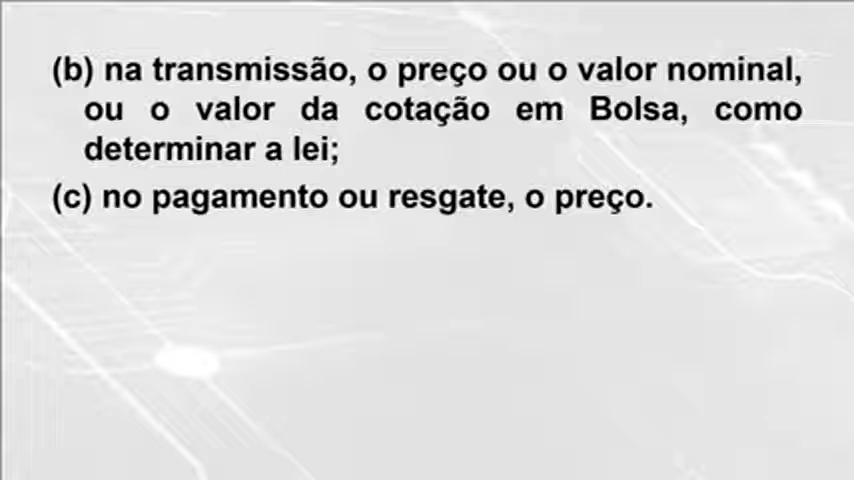 (b) na transmissão, o preço ou o valor nominal,
ou o valor da cotação em Bolsa, como
determinar a lei;
(c) no pagamento ou resgate, o preço.